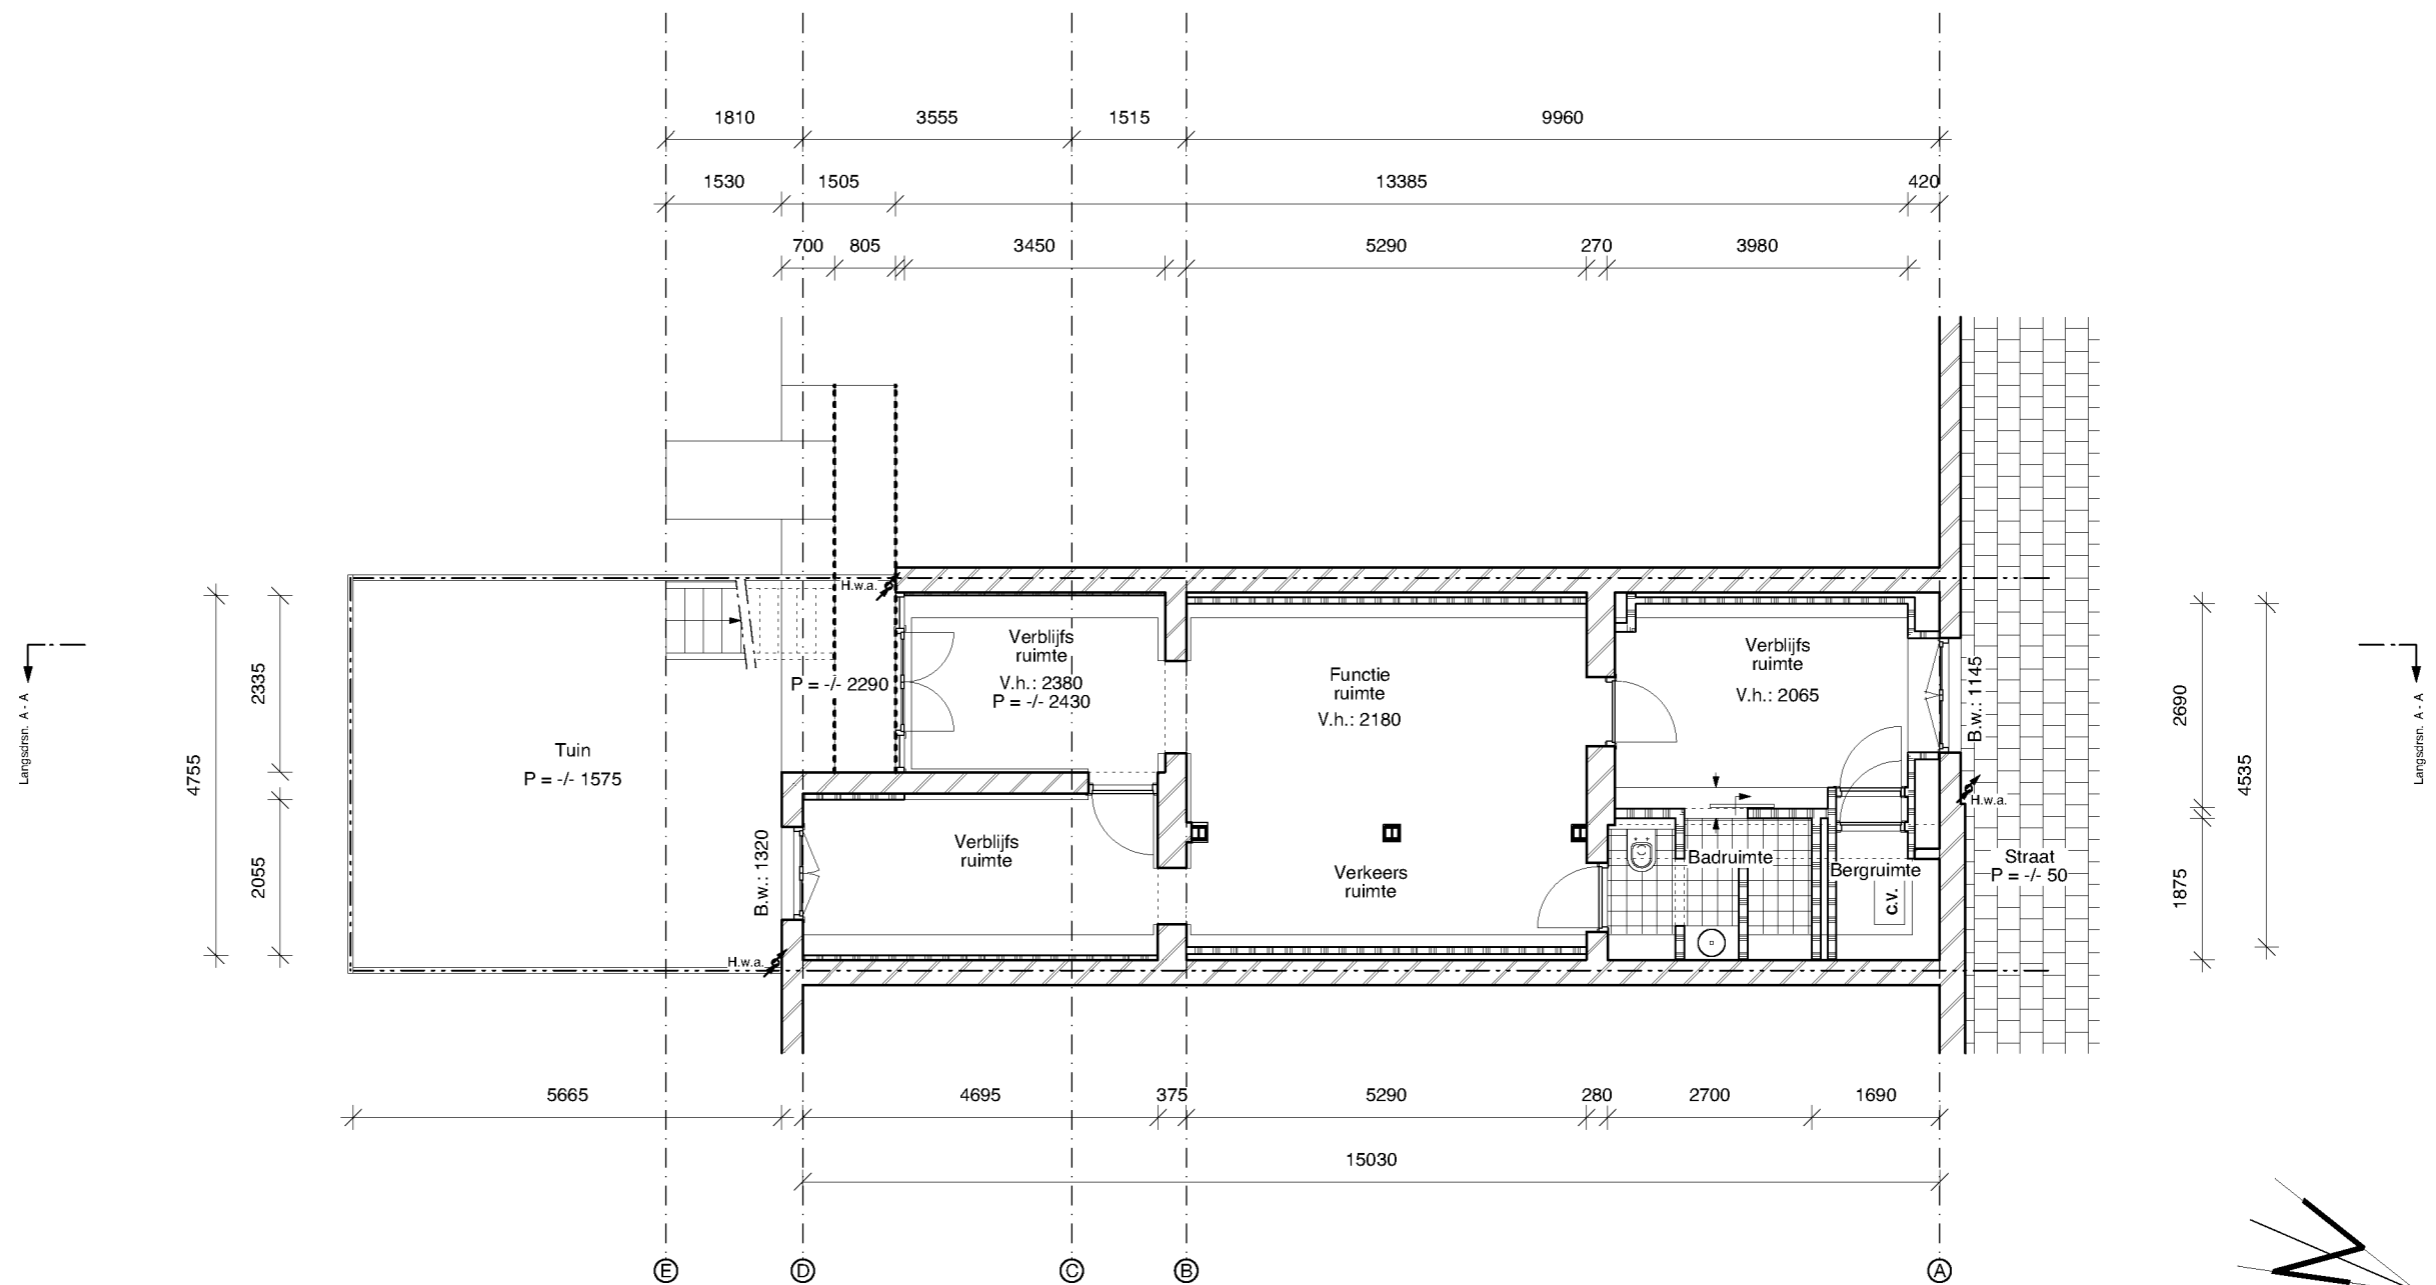 1810
3555
1515
9960
1530
1505
13385
420
700
805
3450
5290
270
3980
H.w.a.
Verblijfs
ruimte
V.h.: 2380
P = -/- 2430
P = -/- 2290
Functie
ruimte
V.h.: 2180
Verblijfs
ruimte
V.h.: 2065
B.w.: 1145
Langsdrsn. A - A
4755
2335
2055
Tuin
P = -/- 1575
B.w.: 1320
H.w.a.
Verblijfs
ruimte
Verkeers
ruimte
Badruimte
Bergruimte
c.v.
H.w.a.
Straat
P = -/- 50
2690
1875
4535
Langsdrsn. A - A
5665
4695
375
5290
280
2700
1690
15030
E
D
C
B
A